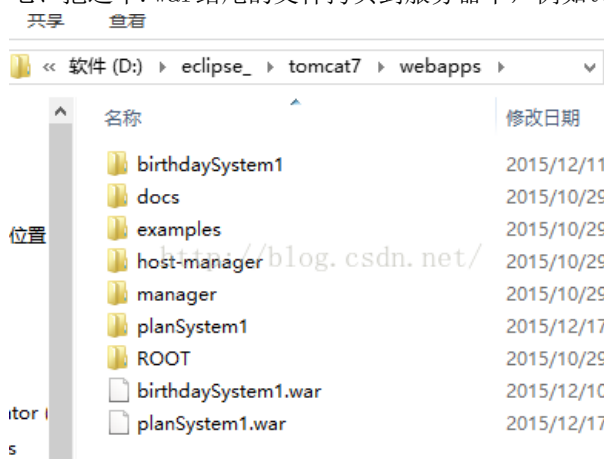 共享 查看
« 软件 (D:) eclipse_ tomcat7 webapps
名称 修改日期
birthdaySystem1 2015/12/11
docs 2015/10/29
examples 2015/10/29
位置
http://blog.csdn.net/
host-manager 2015/10/29
manager 2015/10/29
planSystem1 2015/12/17
ROOT 2015/10/29
birthdaySystem1.war 2015/12/10
ator (
planSystem1.war 2015/12/17
s